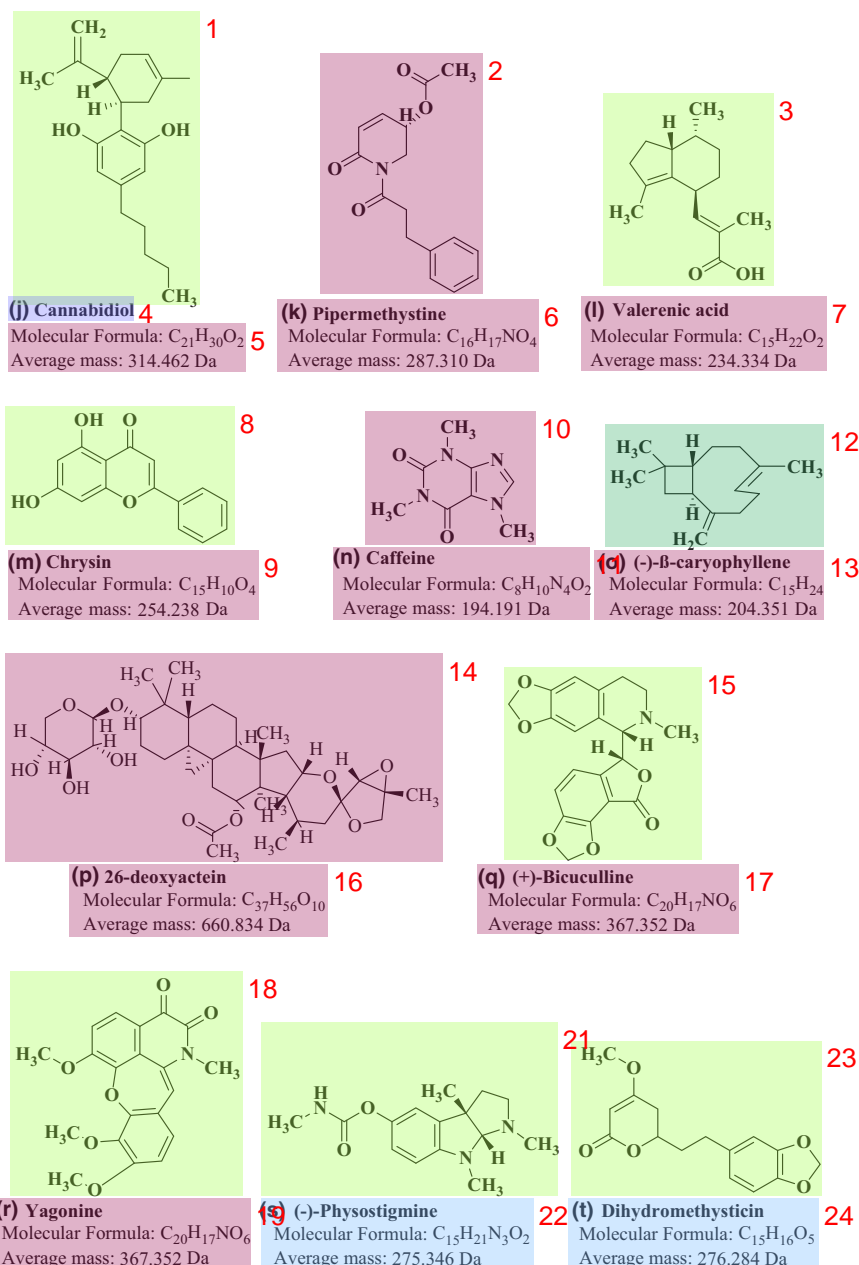 1
CH2
H3C
H
H
HO
OH
CH3
(j) Cannabidiol 4
Molecular Formula: C21H30O2 5
Average mass: 314.462 Da
2
O
CH3
H
O
O
N
O
(k) Pipermethystine
Molecular Formula: C16H17NO4 6
Average mass: 287.310 Da
3
H
CH3
H3C
CH3
O
OH
(l) Valerenic acid
Molecular Formula: C15H22O2 7
Average mass: 234.334 Da
8
OH
O
HO
O
(m) Chrysin
Molecular Formula: C15H10O4 9
Average mass: 254.238 Da
10
CH3
O
N
N
N
N
H3C
O
CH3
(n) Caffeine
Molecular Formula: C8H10N4O2
Average mass: 194.191 Da
11
12
H3C
H
H3C
CH3
H
H2C
(o) (-)-ß-caryophyllene
Molecular Formula: C15H24 13
Average mass: 204.351 Da
14
H3C
CH3
O
O
H
H
H
CH3
H
H
H
O
O
HO
OH
OH
H
CH3
CH3
O
O
O
H3C
H
CH3
(p) 26-deoxyactein
Molecular Formula: C37H56O10 16
Average mass: 660.834 Da
15
O
O
N
CH3
H
H
O
O
O
O
(q) (+)-Bicuculline
Molecular Formula: C20H17NO6 17
Average mass: 367.352 Da
18
O
O
N
CH3
H3C
O
O
H3C
O
H3C
O
(r) Yagonine
Molecular Formula: C20H17NO6 19
Average mass: 367.352 Da
21
H
N
O
H3C
O
H3C
N
CH3
H
N
CH3
(s) (-)-Physostigmine
Molecular Formula: C15H21N3O2 22
Average mass: 275.346 Da
23
H3C
O
O
O
O
O
(t) Dihydromethysticin
Molecular Formula: C15H16O5 24
Average mass: 276.284 Da